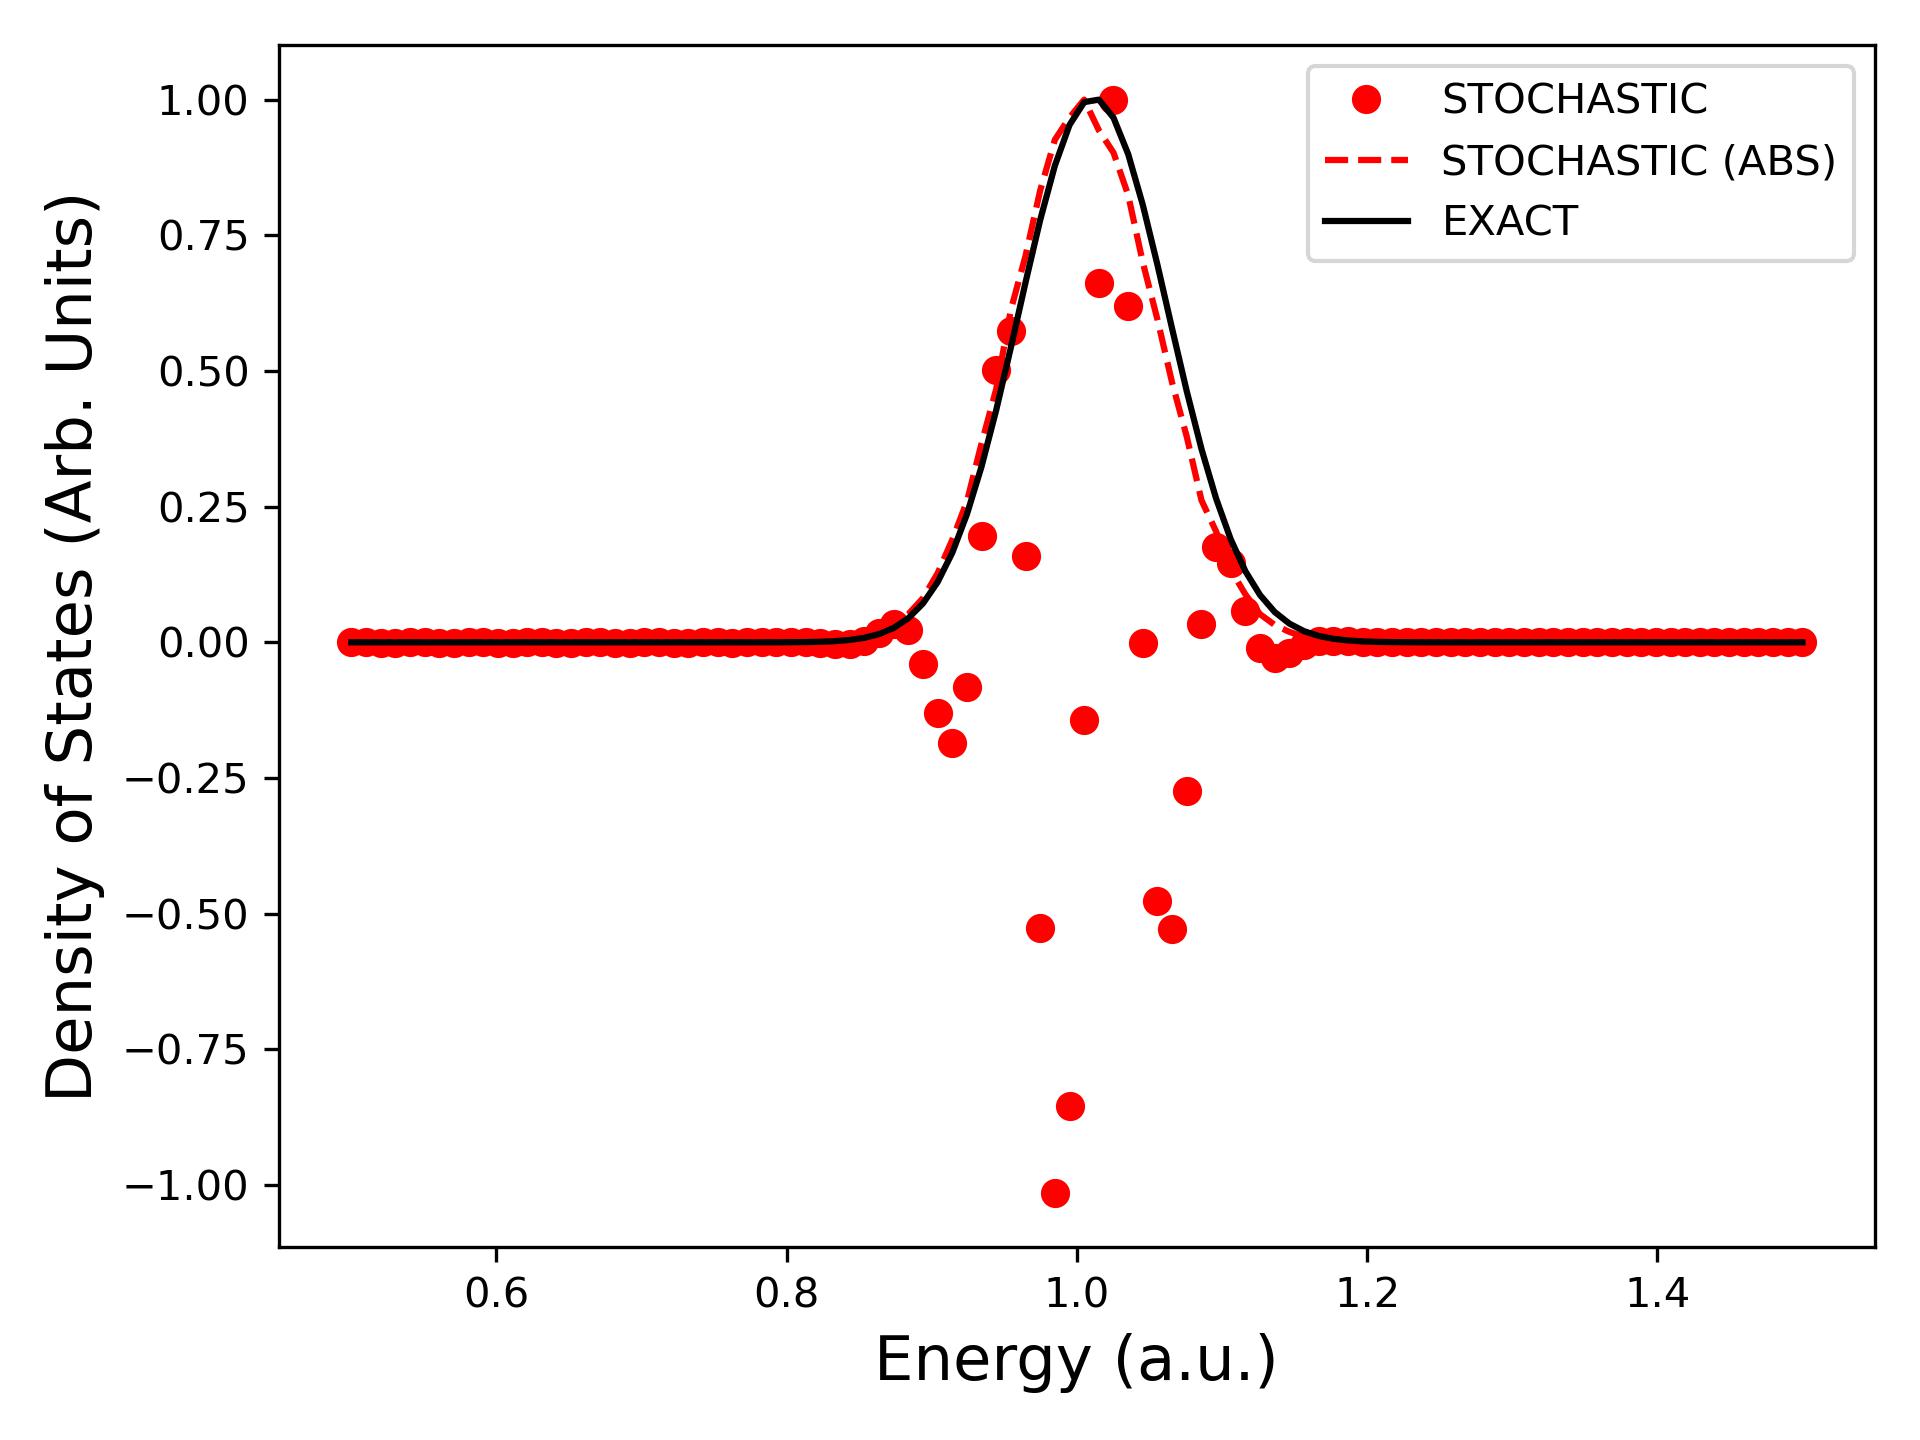 STOCHASTIC
STOCHASTIC (ABS)
EXACT
Density of States (Arb. Units)
1.00
0.75
0.50
0.25
0.00
−0.25
−0.50
−0.75
−1.00
0.6 0.8 1.0 1.2 1.4
Energy (a.u.)